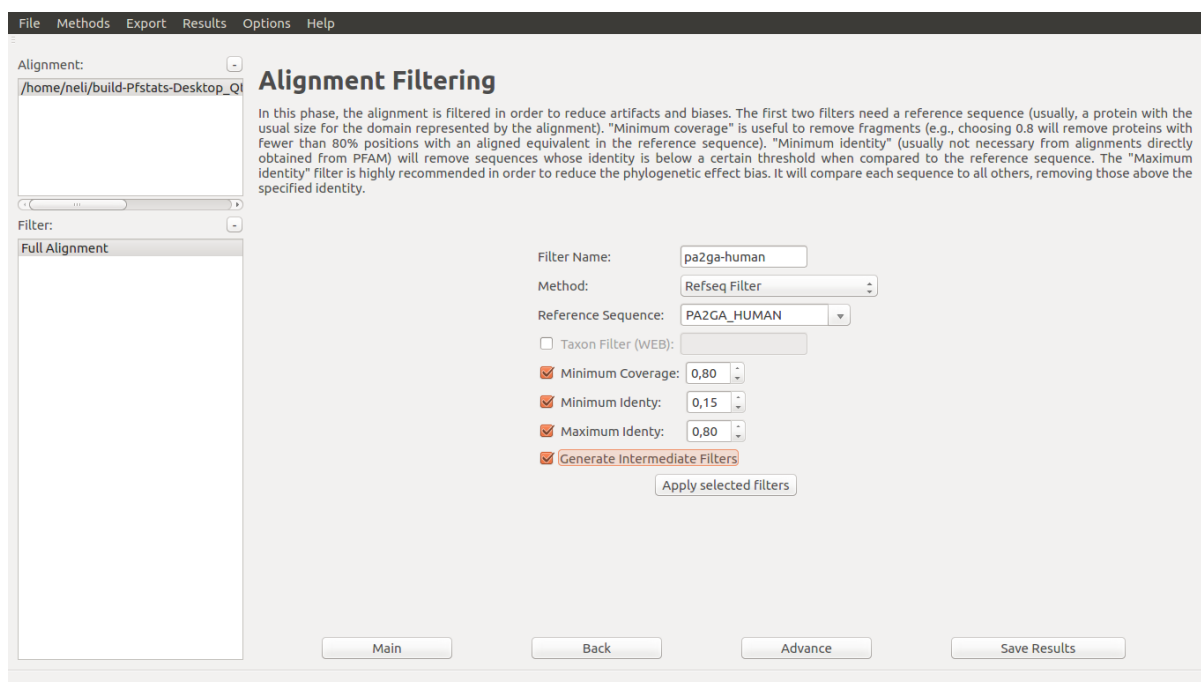 File Methods Export Results Options Help
Alignment: -
/home/neli/build-Pfstats-Desktop_Q
Filter: -
Full Alignment
Alignment Filtering
In this phase, the alignment is filtered in order to reduce artifacts and biases. The first two filters need a reference sequence (usually, a protein with the
usual size for the domain represented by the alignment). "Minimum coverage" is useful to remove fragments (e.g., choosing 0.8 will remove proteins with
fewer than 80% positions with an aligned equivalent in the reference sequence). "Minimum identity" (usually not necessary from alignments directly
obtained from PFAM) will remove sequences whose identity is below a certain threshold when compared to the reference sequence. The "Maximum
identity" filter is highly recommended in order to reduce the phylogenetic effect bias. It will compare each sequence to all others, removing those above the
specified identity.
Filter Name: pa2ga-human
Method: Refseq Filter
Reference Sequence: PA2GA_HUMAN
Taxon Filter (WEB):
Minimum Coverage: 0,80
Minimum Identy: 0,15
Maximum Identy: 0,80
Generate Intermediate Filters
Apply selected filters
Main Back Advance Save Results